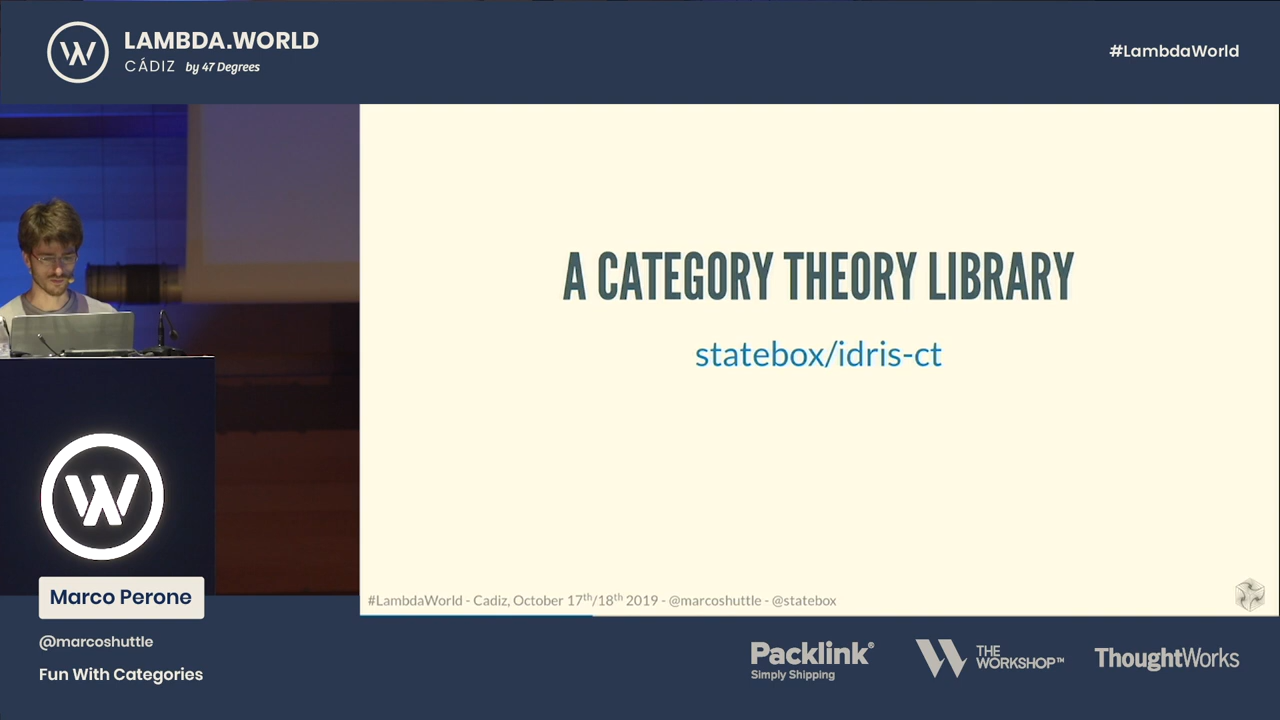 LAMBDA.WORLD
CÁDIZ by 47 Degrees
#LambdaWorld
A CATEGORY THEORY LIBRARY
statebox/idris-ct
#LambdaWorld - Cadiz, October 17th/18th 2019 - @marcoshuttle - @statebox
Marco Perone
@marcoshuttle
Fun With Categories
Packlink®
Simply Shipping
THE
WORKSHOP™
ThoughtWorks